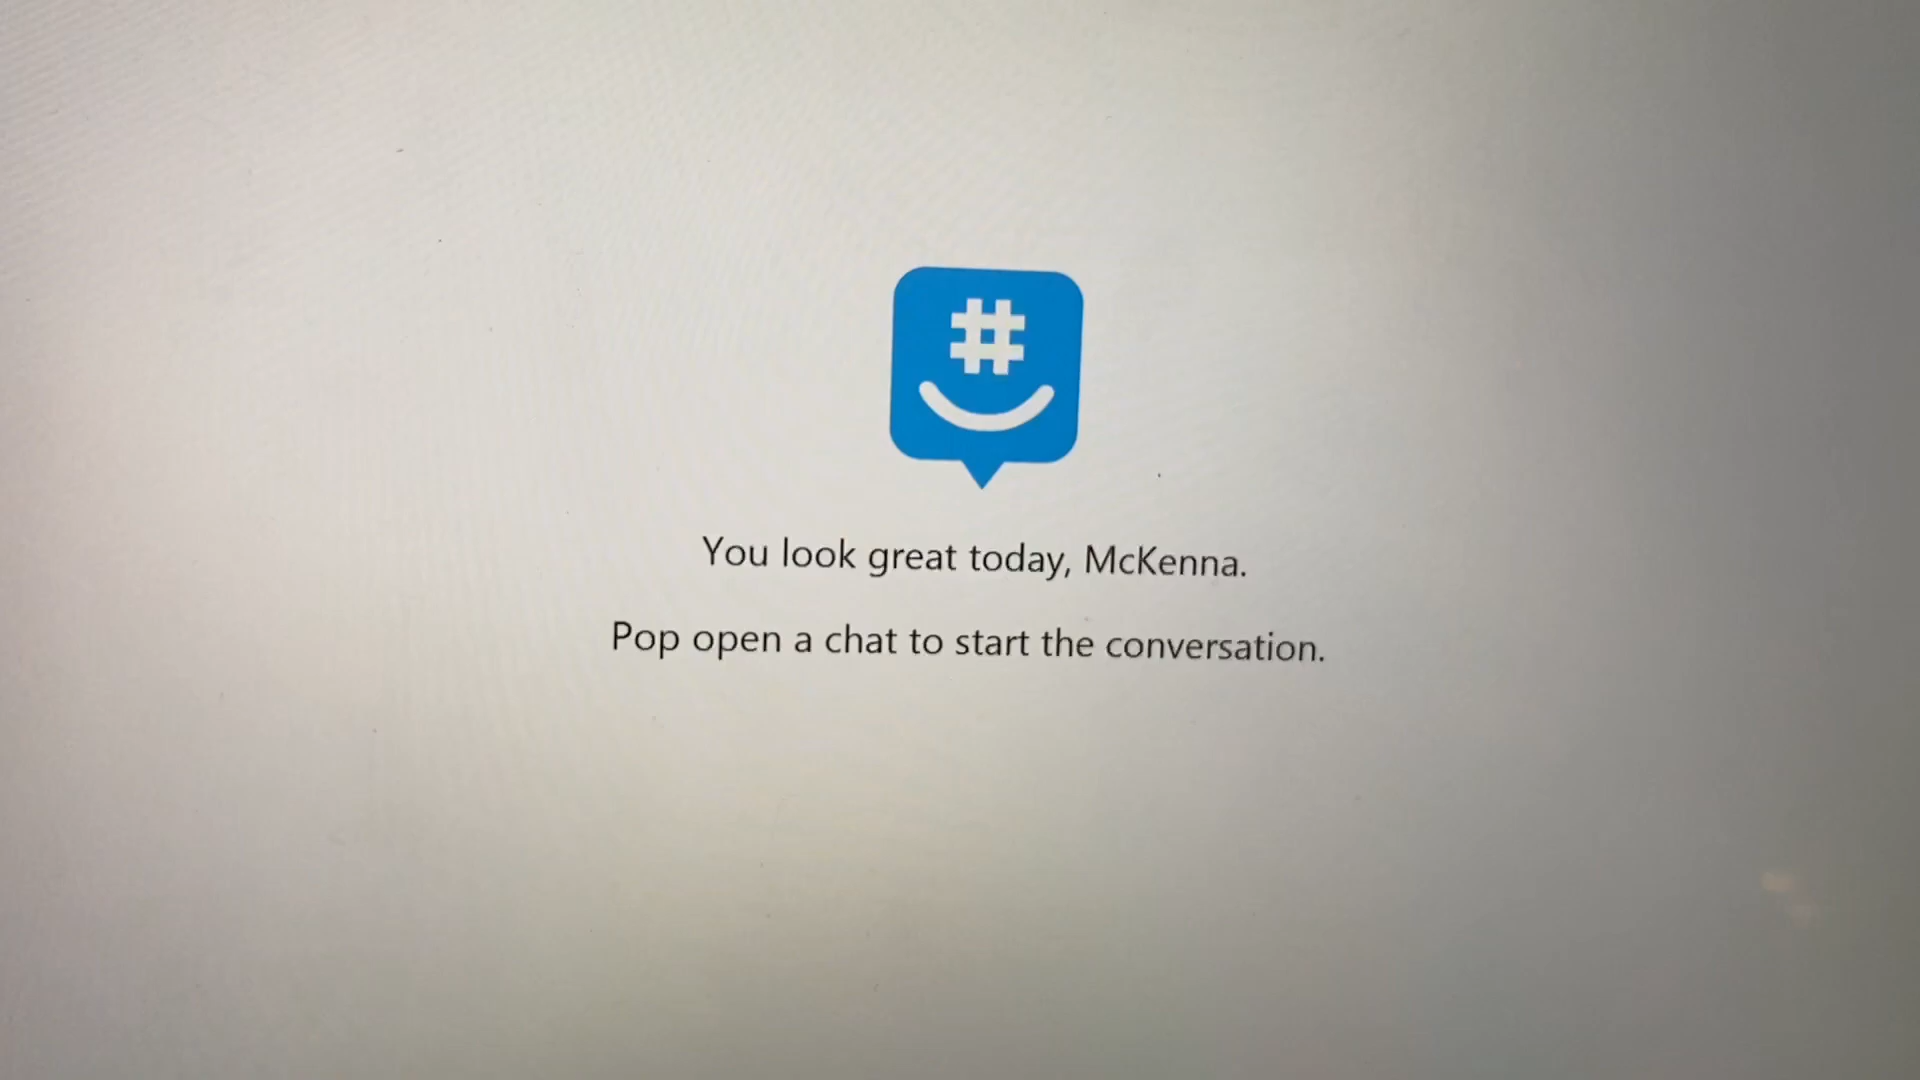 #
You look great today, McKenna.
Pop open a chat to start the conversation.